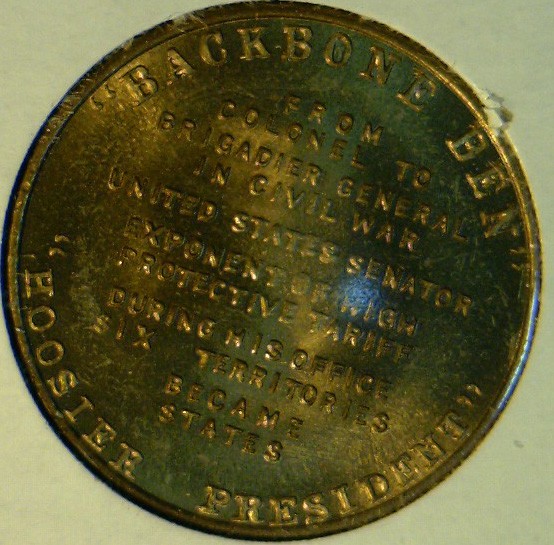 "BACKBONE BEN"
FROM
COLONEL TO
BRIGADIER GENERAL
IN CIVIL WAR
UNITED STATES SENATOR
EXPONENT OF HIGH
PROTECTIVE TARIFF
DURING HIS OFFICE
SIX TERRITORIES
BECAME
STATES
"HOOSIER PRESIDENT"